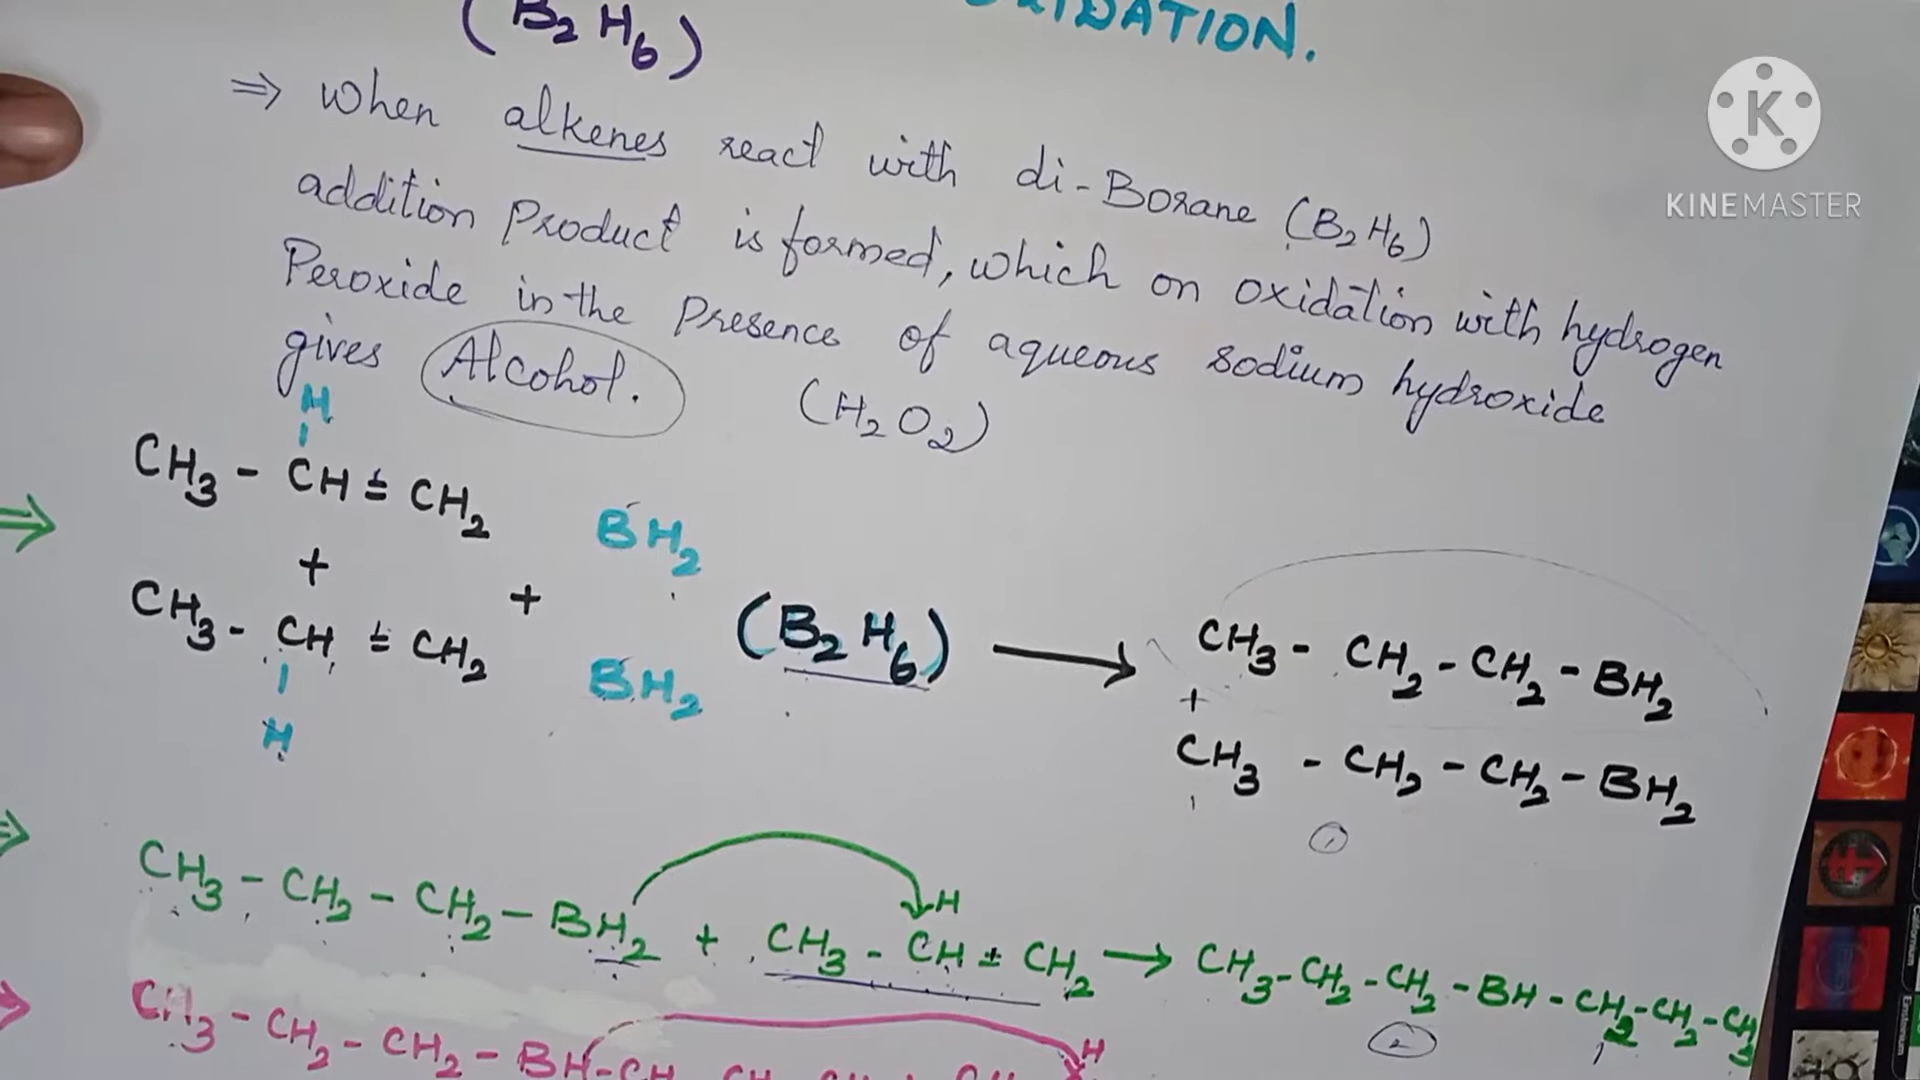 (B₂H₆) OXIDATION.
⇒ When alkenes react with di-Borane (B₂H₆)
addition Product is formed, which on oxidation with hydrogen
Peroxide in the Presence of aqueous sodium hydroxide
gives Alcohol. (H₂O₂)
H
CH₃ - CH = CH₂ BH₂
+ +
CH₃ - CH = CH₂ BH₂ (B₂H₆) → CH₃ - CH₂ - CH₂ - BH₂
H +
CH₃ - CH₂ - CH₂ - BH₂
①
⇒ CH₃ - CH₂ - CH₂ - BH₂ + CH₃ - CH = CH₂ → CH₃ - CH₂ - CH₂ - BH - CH₂ - CH₂ - CH₃
H
②
CH₃ - CH₂ - CH₂ - BH - CH
H
K
KINEMASTER